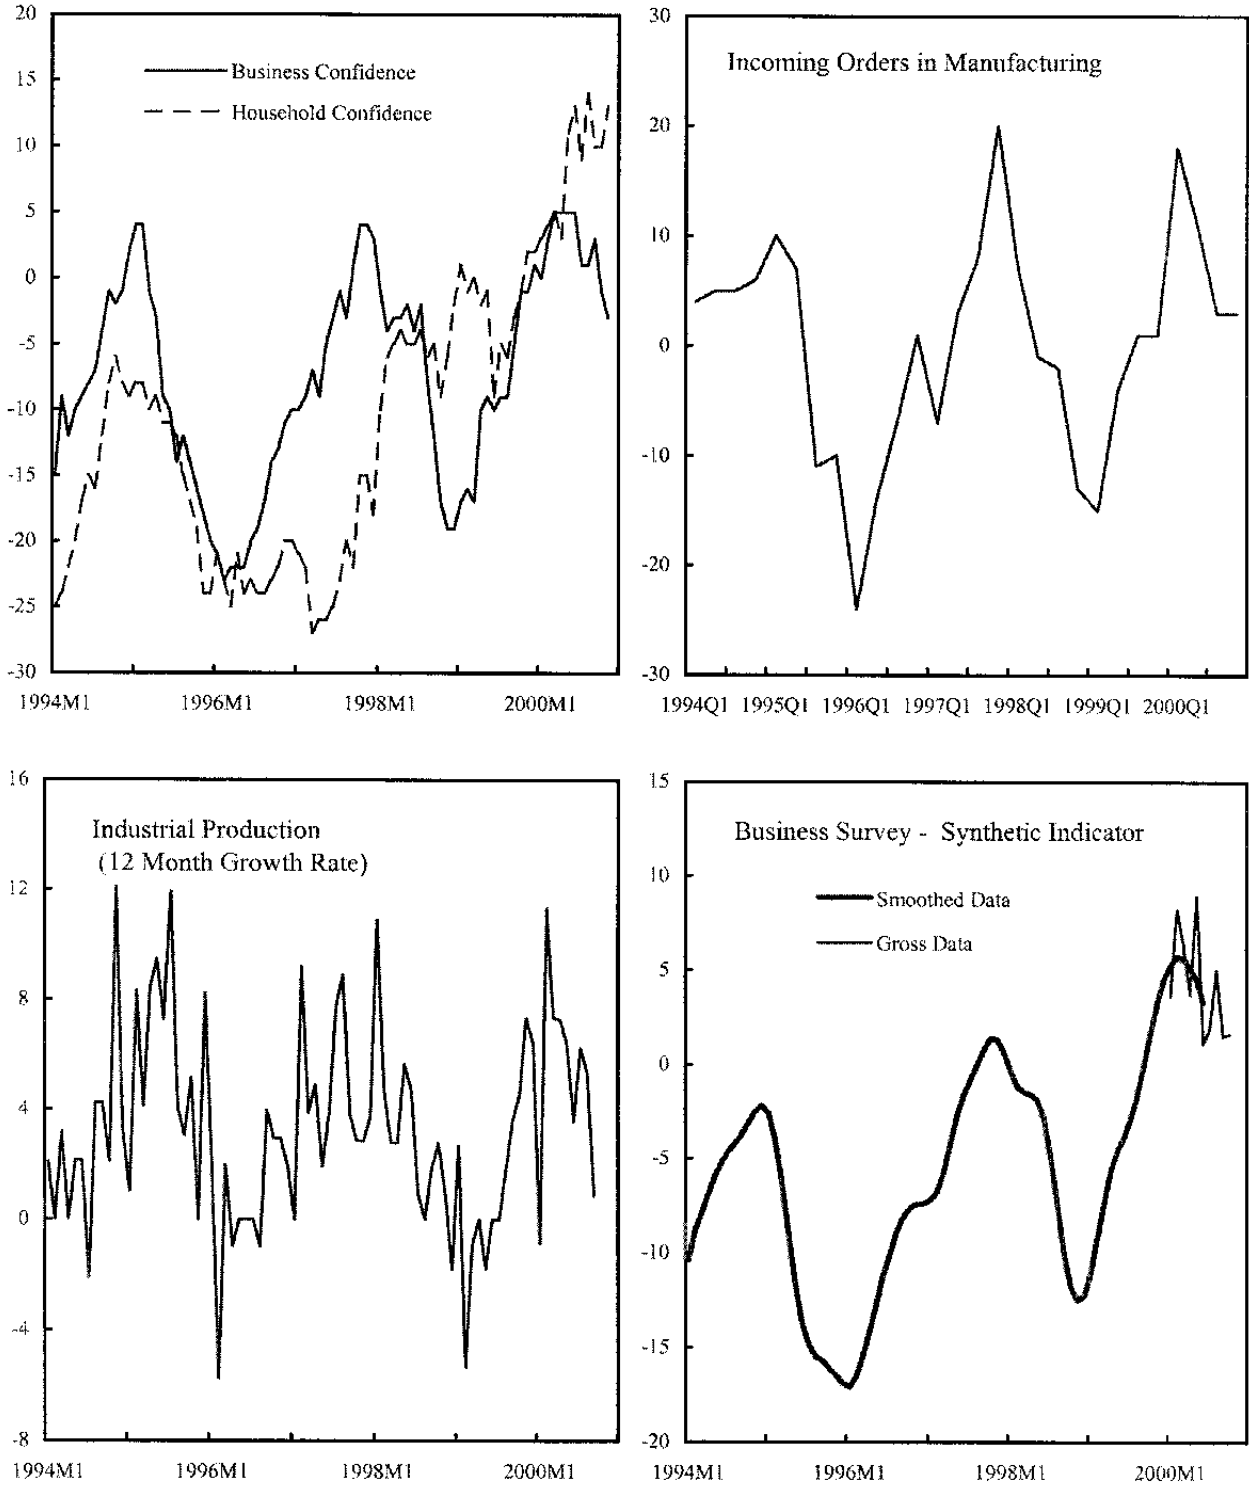 20
15
10
5
0
-5
-10
-15
-20
-25
-30
Business Confidence
Household Confidence
1994M1 1996M1 1998M1 2000M1
30
20
10
0
-10
-20
-30
Incoming Orders in Manufacturing
1994Q1 1995Q1 1996Q1 1997Q1 1998Q1 1999Q1 2000Q1
16
12
8
4
0
-4
-8
Industrial Production
(12 Month Growth Rate)
1994M1 1996M1 1998M1 2000M1
15
10
5
0
-5
-10
-15
-20
Business Survey - Synthetic Indicator
Smoothed Data
Gross Data
1994M1 1996M1 1998M1 2000M1